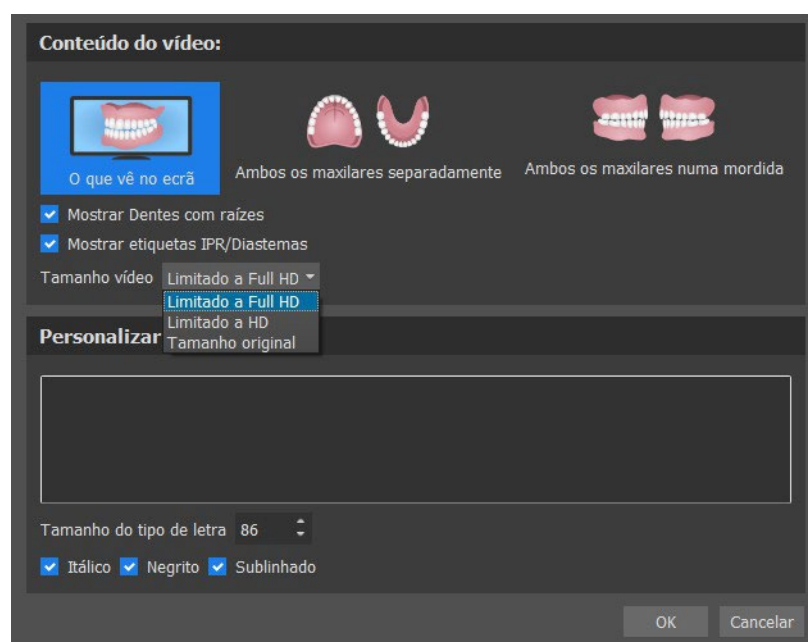 Conteúdo do vídeo:
O que vê no ecrã
Ambos os maxilares separadamente
Ambos os maxilares numa mordida
Mostrar Dentes com raízes
Mostrar etiquetas IPR/Diastemas
Tamanho vídeo Limitado a Full HD
Limitado a Full HD
Limitado a HD
Tamanho original
Personalizar
Tamanho do tipo de letra 86
Itálico Negrito Sublinhado
OK Cancelar